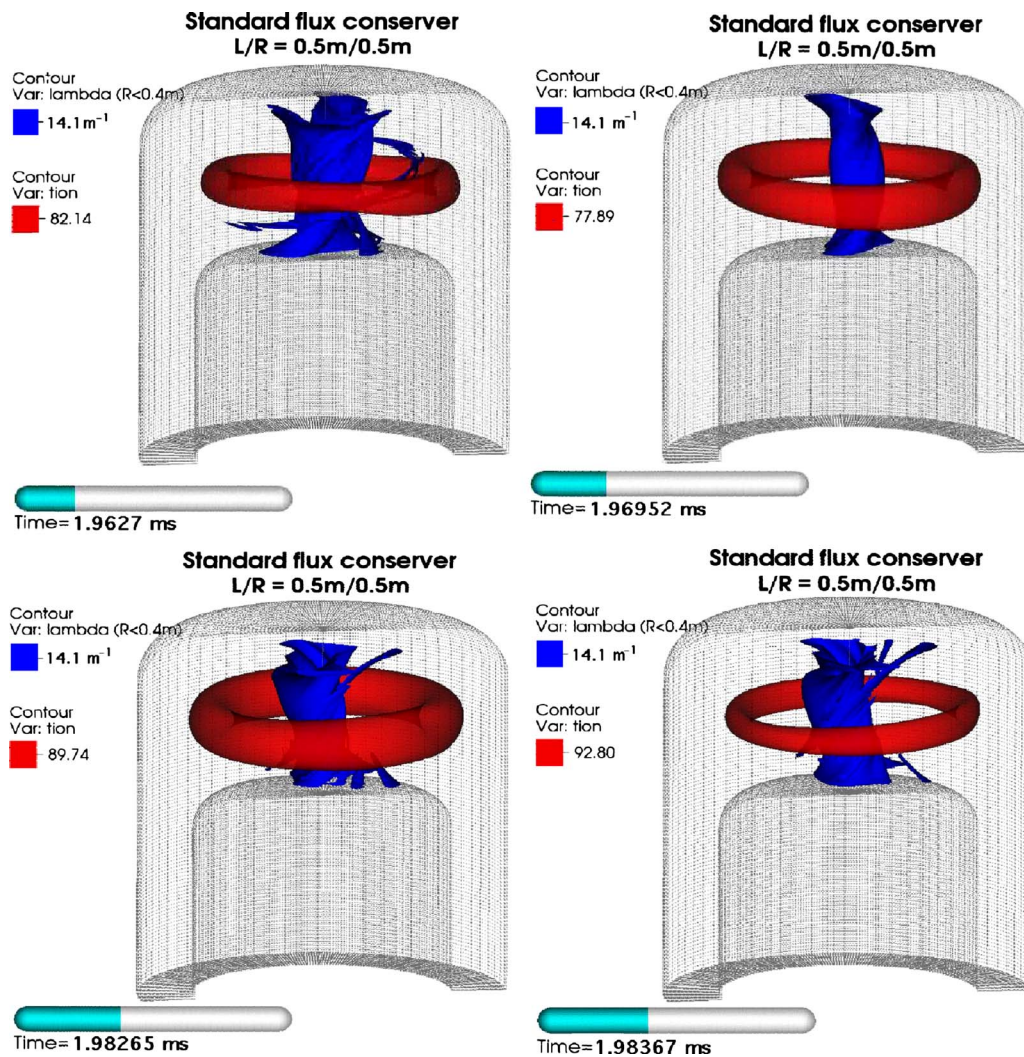 Standard flux conserver
L/R = 0.5m/0.5m
Contour
Var: lambda (R<0.4m)
14.1 m⁻¹
Contour
Var: tion
82.14
Time= 1.9627 ms
Standard flux conserver
L/R = 0.5m/0.5m
Contour
Var: lambda (R<0.4m)
14.1 m⁻¹
Contour
Var: tion
77.89
Time= 1.96952 ms
Standard flux conserver
L/R = 0.5m/0.5m
Contour
Var: lambda (R<0.4m)
14.1 m⁻¹
Contour
Var: tion
89.74
Time= 1.98265 ms
Standard flux conserver
L/R = 0.5m/0.5m
Contour
Var: lambda (R<0.4m)
14.1 m⁻¹
Contour
Var: tion
92.80
Time= 1.98367 ms